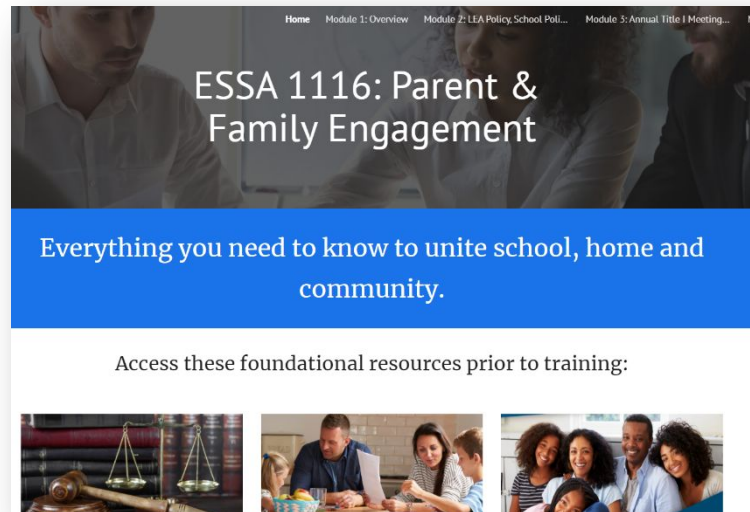 Home Module 1: Overview Module 2: LEA Policy, School Poli... Module 3: Annual Title I Meeting...
ESSA 1116: Parent &
Family Engagement
Everything you need to know to unite school, home and
community.
Access these foundational resources prior to training: